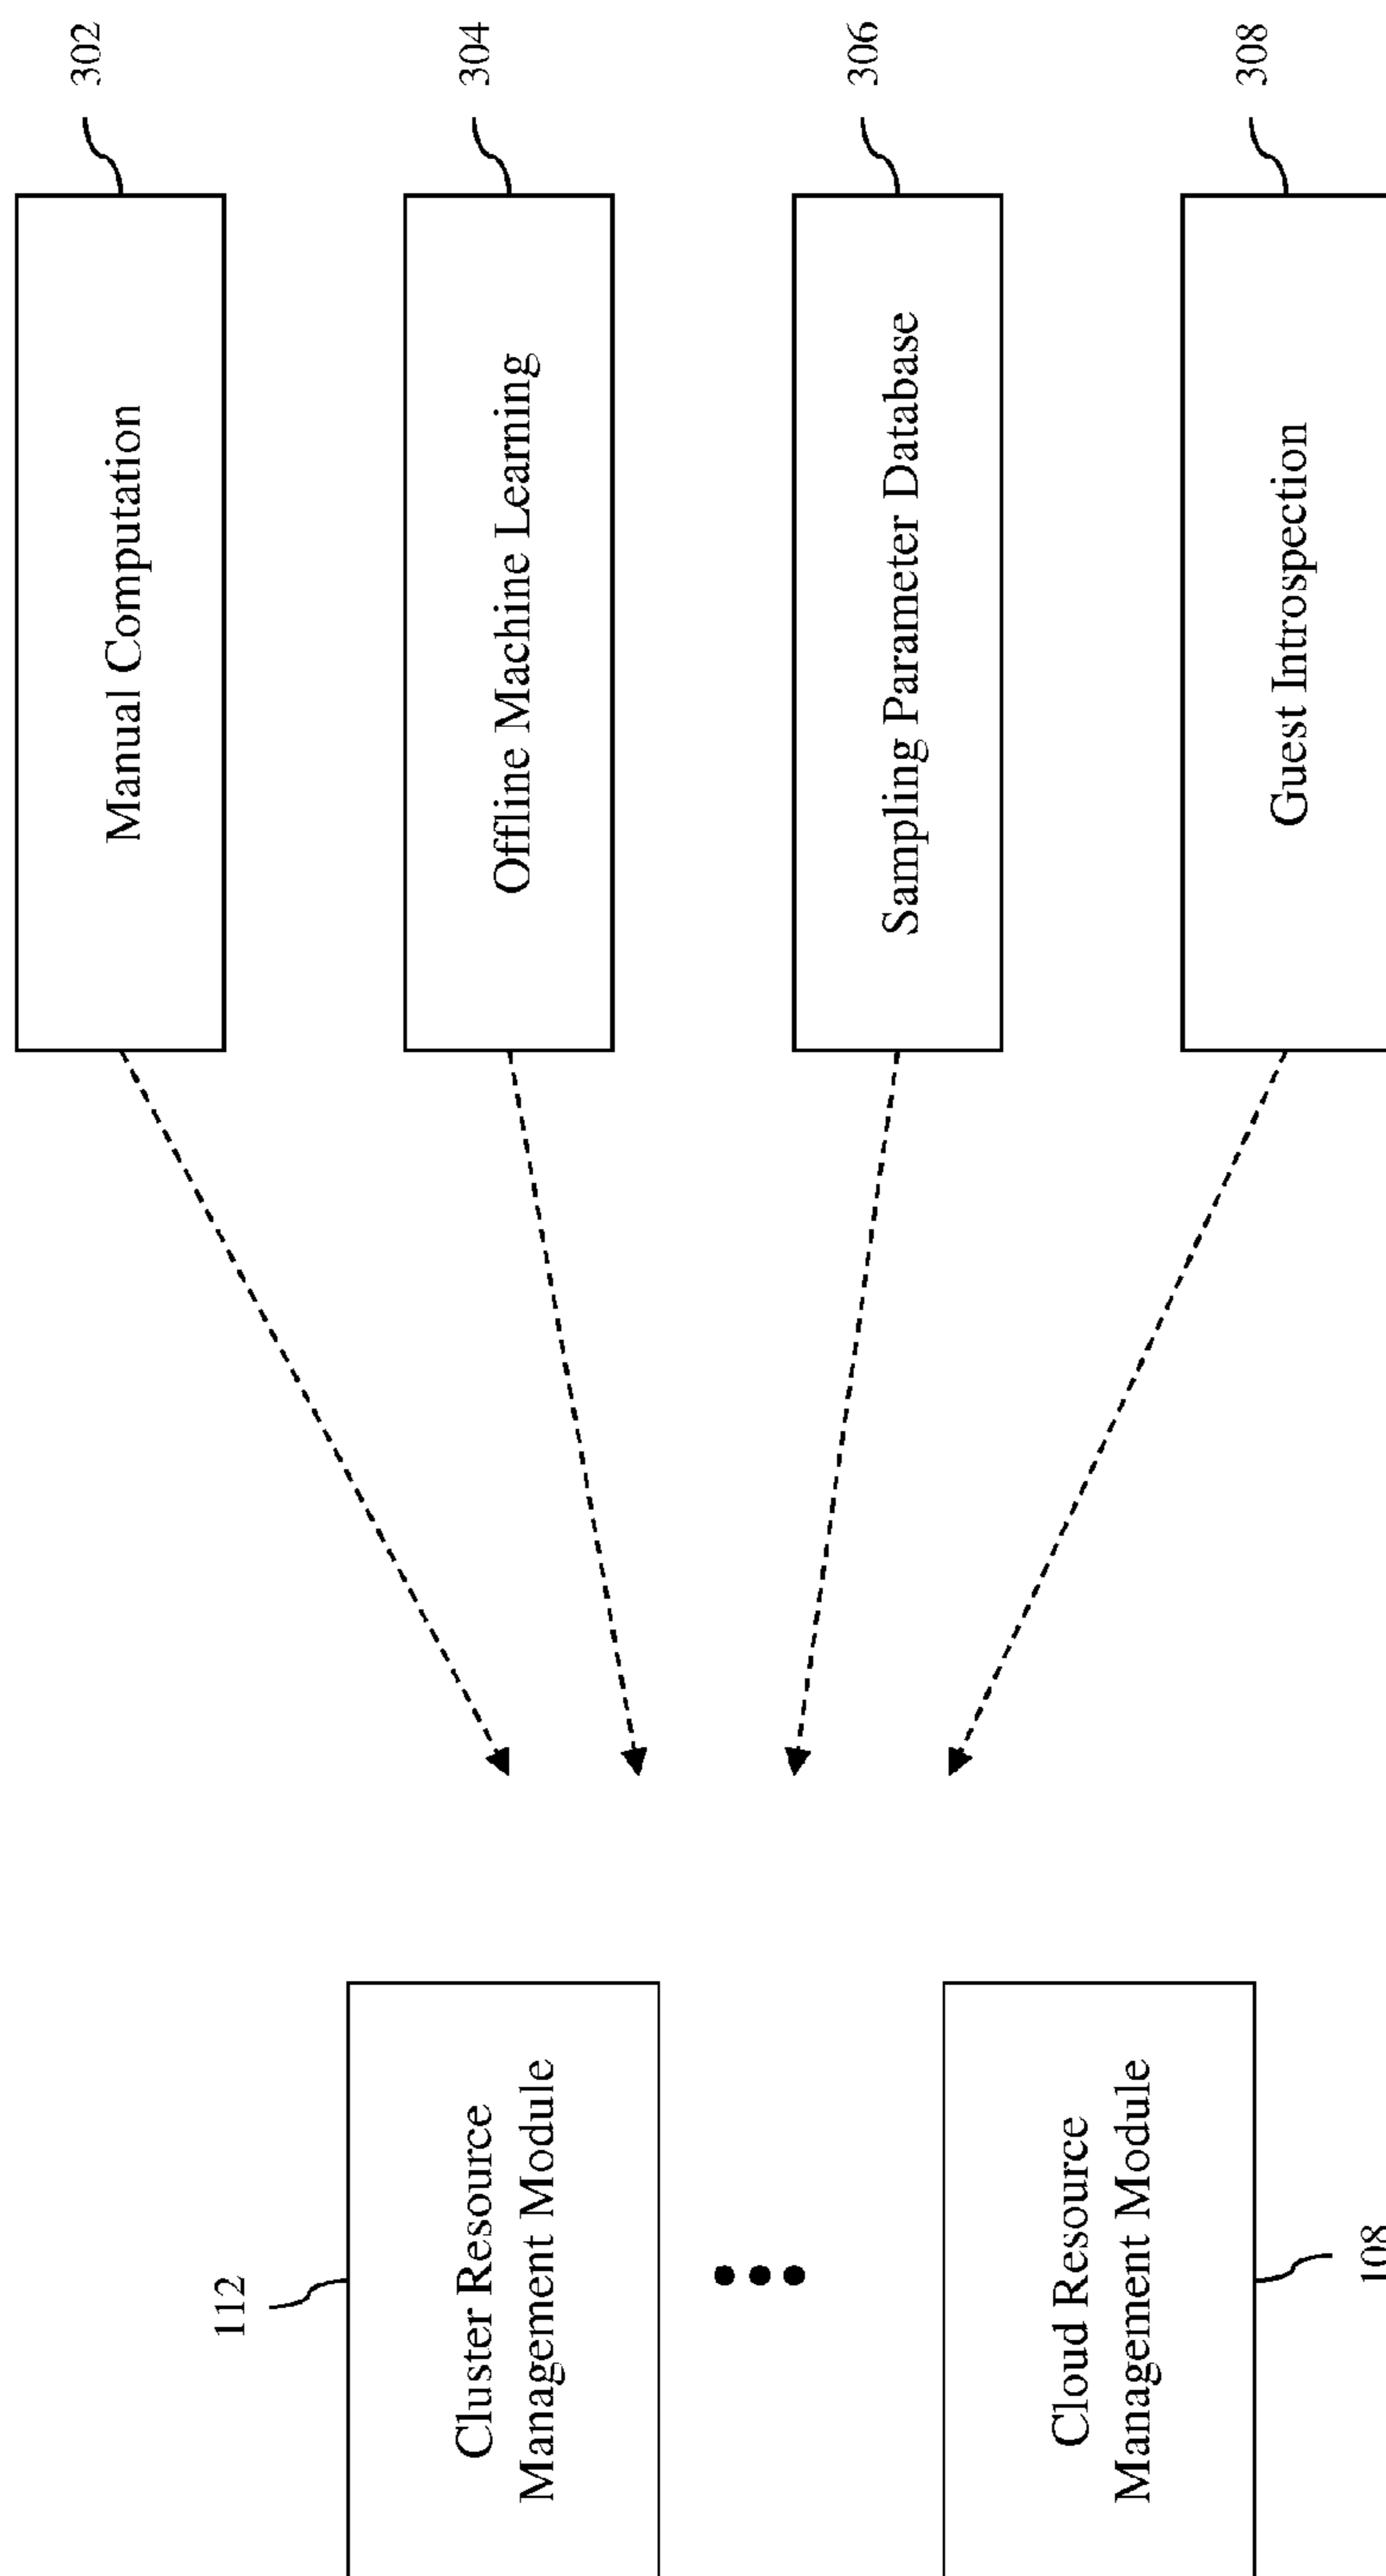 302
Manual Computation
304
Offline Machine Learning
306
Sampling Parameter Database
308
Guest Introspection
112
Cluster Resource
Management Module
Cloud Resource
Management Module
108